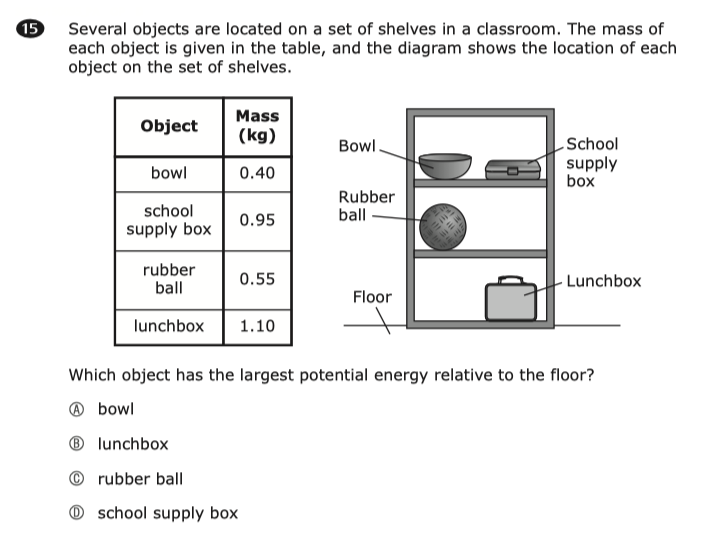 15 Several objects are located on a set of shelves in a classroom. The mass of
each object is given in the table, and the diagram shows the location of each
object on the set of shelves.
Object Mass (kg)
bowl 0.40
school supply box 0.95
rubber ball 0.55
lunchbox 1.10
Bowl
School
supply
box
Rubber
ball
Lunchbox
Floor
Which object has the largest potential energy relative to the floor?
A bowl
B lunchbox
C rubber ball
D school supply box